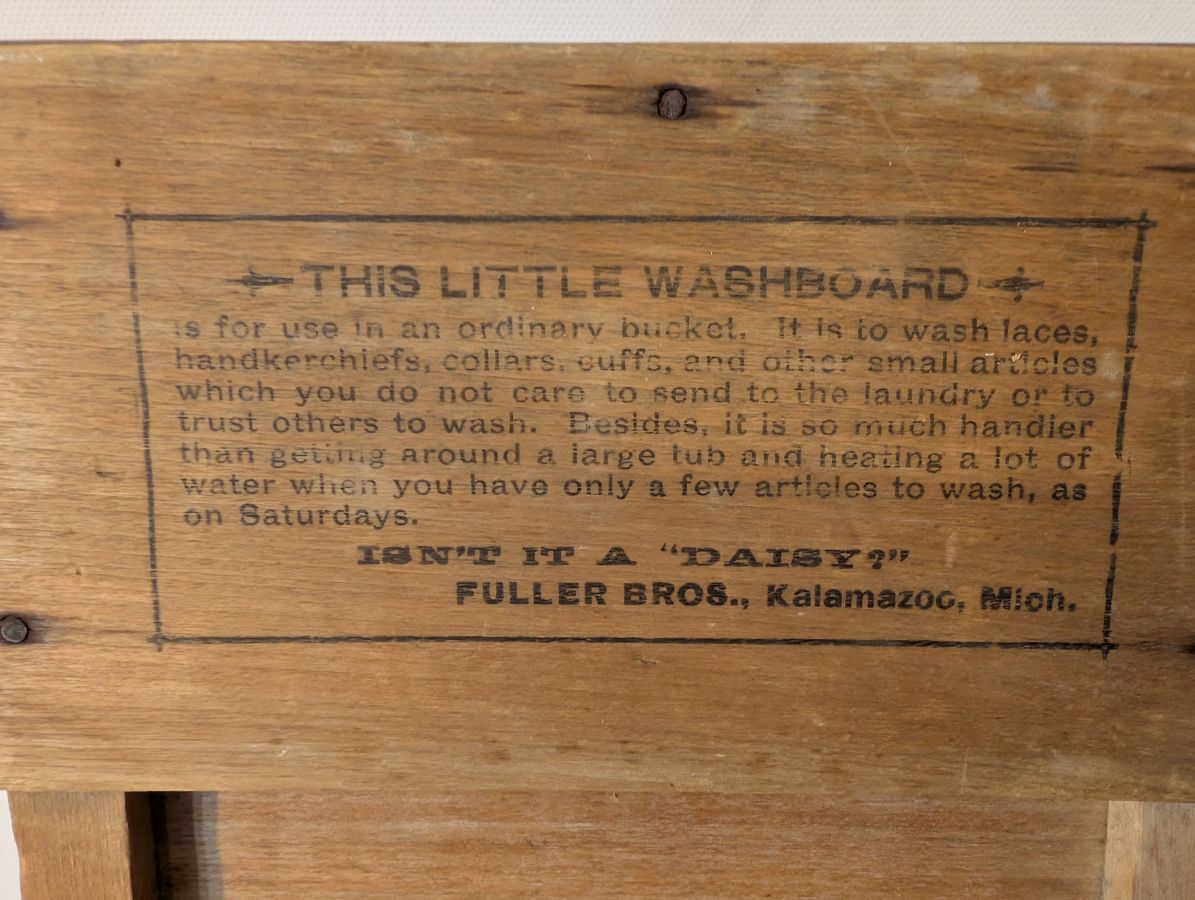 THIS LITTLE WASHBOARD
is for use in an ordinary bucket. It is to wash laces,
handkerchiefs, collars, cuffs, and other small articles
which you do not care to send to the laundry or to
trust others to wash. Besides, it is so much handier
than getting around a large tub and heating a lot of
water when you have only a few articles to wash, as
on Saturdays.
ISN'T IT A "DAISY?"
FULLER BROS., Kalamazoo, Mich.